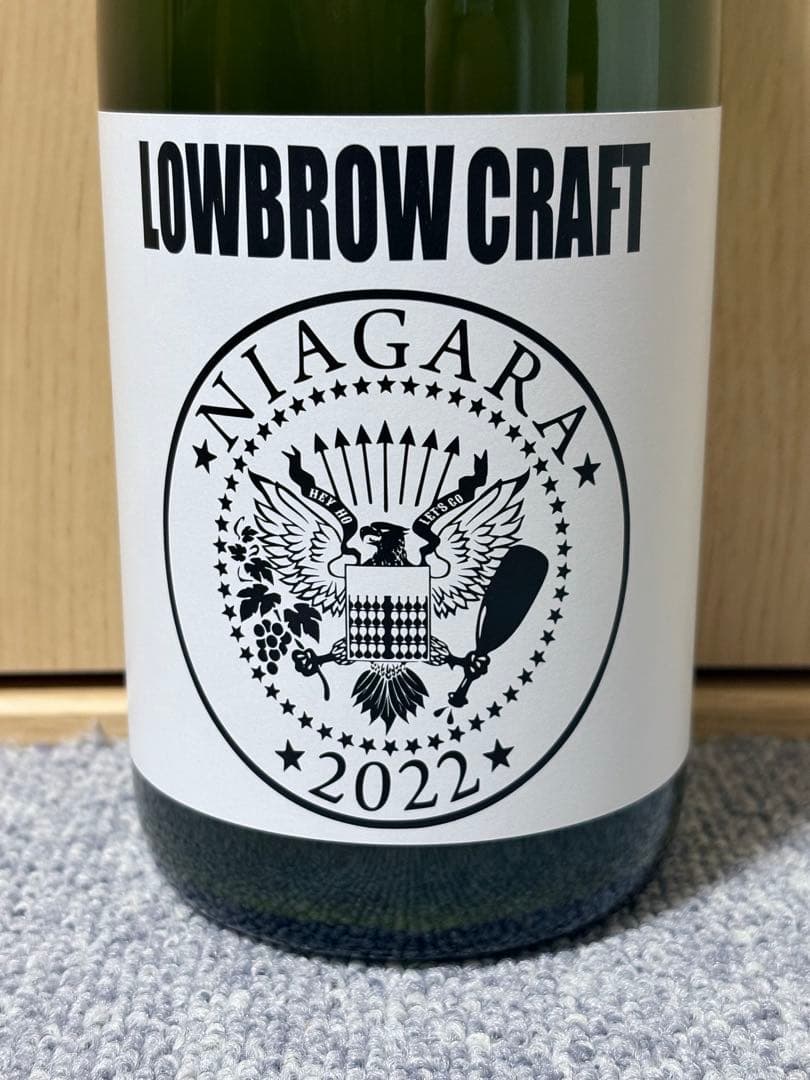 LOWBROW CRAFT
NIAGARA
HEY HO
LET'S GO
2022